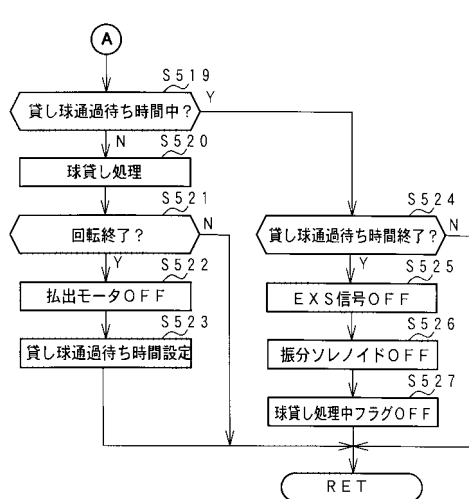 A
S519
貸し球通過待ち時間中？
Y
N
S520
球貸し処理
S521
回転終了？
N
Y
S522
払出モータOFF
S523
貸し球通過待ち時間設定
S524
貸し球通過待ち時間終了？
N
Y
S525
EXS信号OFF
S526
振分ソレノイドOFF
S527
球貸し処理中フラグOFF
RET